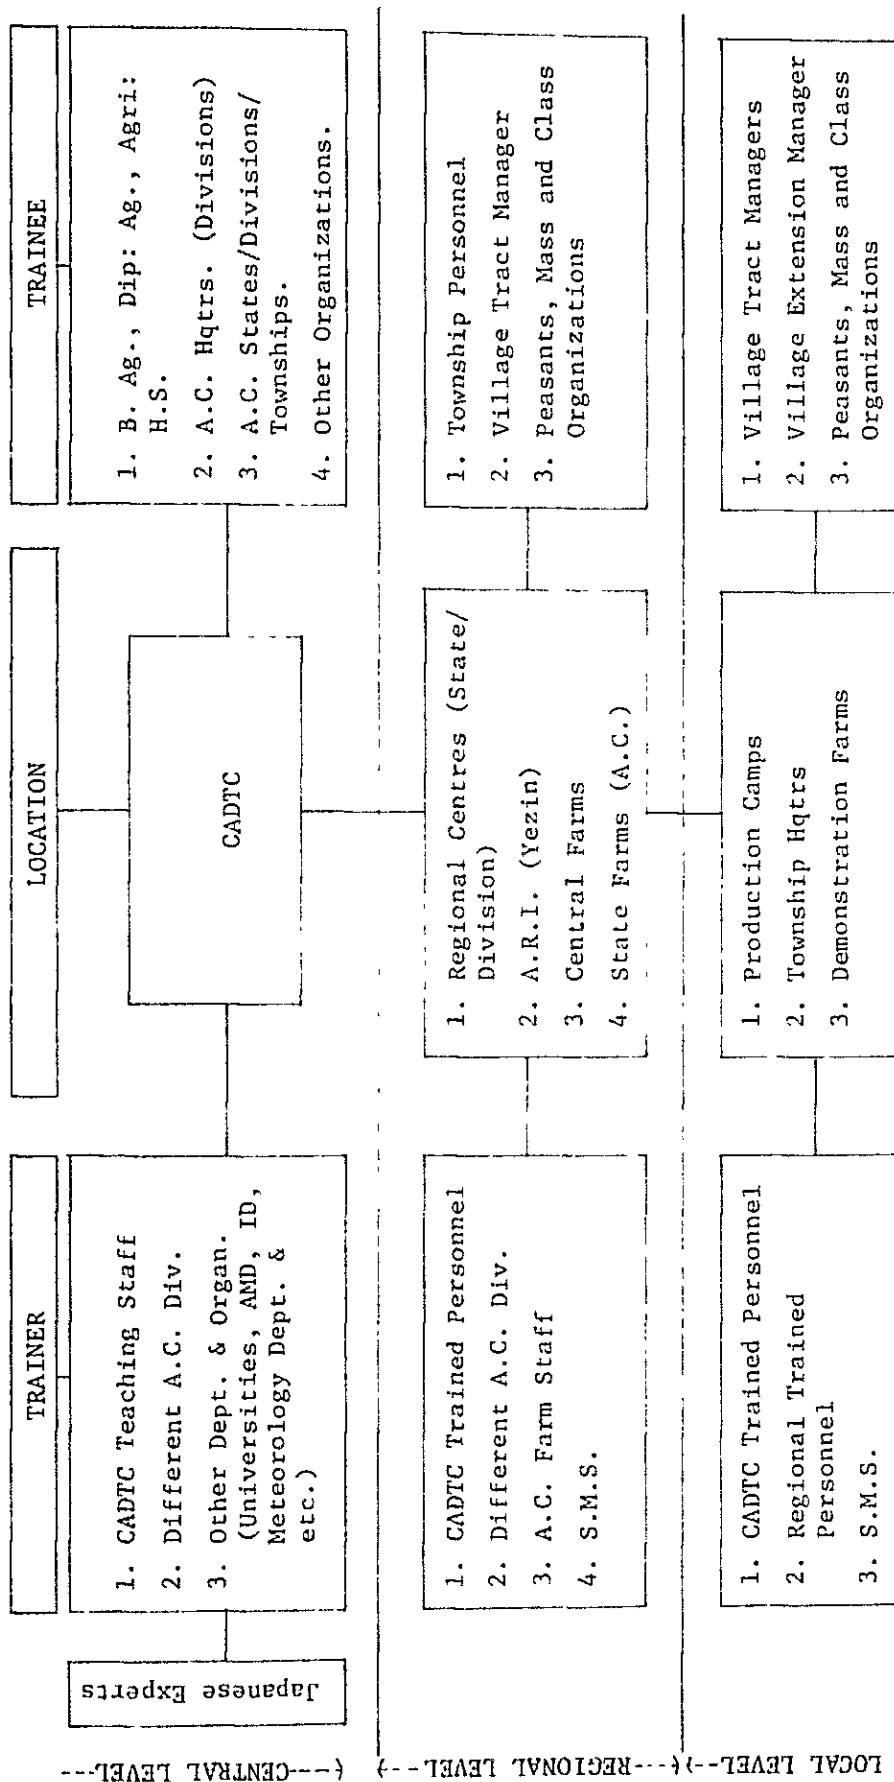 TRAINER
LOCATION
TRAINEE
---CENTRAL LEVEL---(
Japanese Experts
1. CADTC Teaching Staff
2. Different A.C. Div.
3. Other Dept. & Organ.
(Universities, AMD, ID,
Meteorology Dept. &
etc.)
CADTC
1. B. Ag., Dip: Ag., Agri:
H.S.
2. A.C. Hqtrs. (Divisions)
3. A.C. States/Divisions/
Townships.
4. Other Organizations.
)---REGIONAL LEVEL---(
1. CADTC Trained Personnel
2. Different A.C. Div.
3. A.C. Farm Staff
4. S.M.S.
1. Regional Centres (State/
Division)
2. A.R.I. (Yezin)
3. Central Farms
4. State Farms (A.C.)
1. Township Personnel
2. Village Tract Manager
3. Peasants, Mass and Class
Organizations
LOCAL LEVEL--)
1. CADTC Trained Personnel
2. Regional Trained
Personnel
3. S.M.S.
1. Production Camps
2. Township Hqtrs
3. Demonstration Farms
1. Village Tract Managers
2. Village Extension Manager
3. Peasants, Mass and Class
Organizations